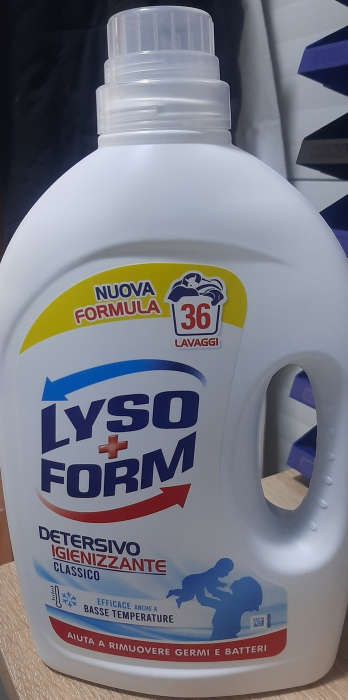 NUOVA
FORMULA
36
LAVAGGI
LYSO
FORM
DETERSIVO
IGIENIZZANTE
CLASSICO
EFFICACE ANCHE A
BASSE TEMPERATURE
AIUTA A RIMUOVERE GERMI E BATTERI